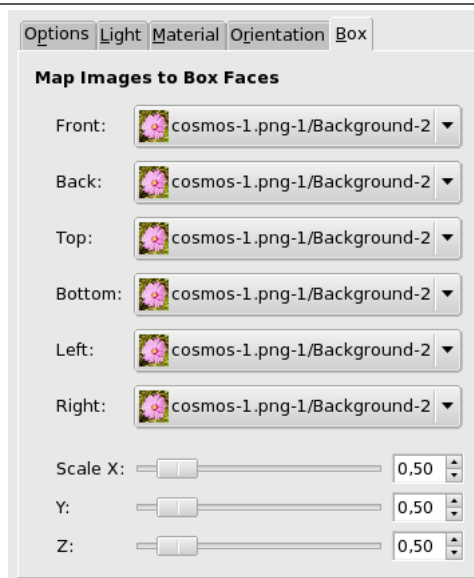 Options Light Material Orientation Box
Map Images to Box Faces
Front: cosmos-1.png-1/Background-2
Back: cosmos-1.png-1/Background-2
Top: cosmos-1.png-1/Background-2
Bottom: cosmos-1.png-1/Background-2
Left: cosmos-1.png-1/Background-2
Right: cosmos-1.png-1/Background-2
Scale X: 0,50
Y: 0,50
Z: 0,50